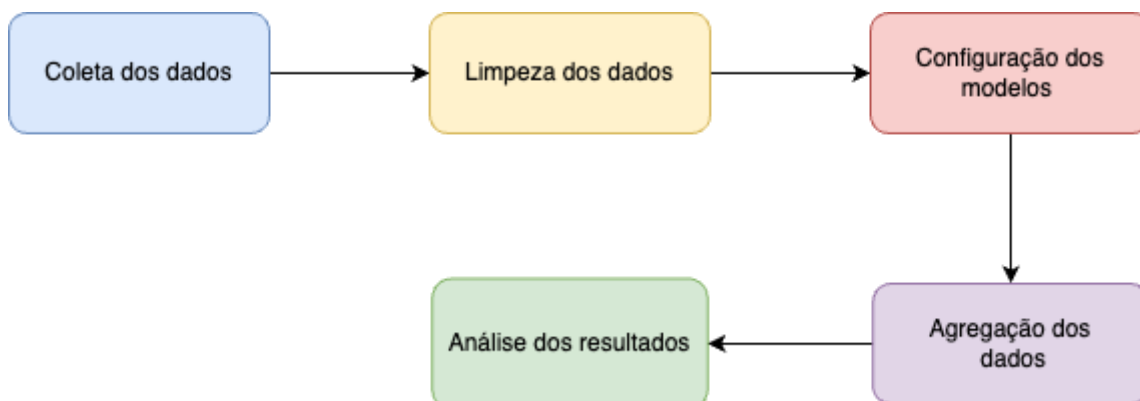 Coleta dos dados
Limpeza dos dados
Configuração dos
modelos
Agregação dos
dados
Análise dos resultados